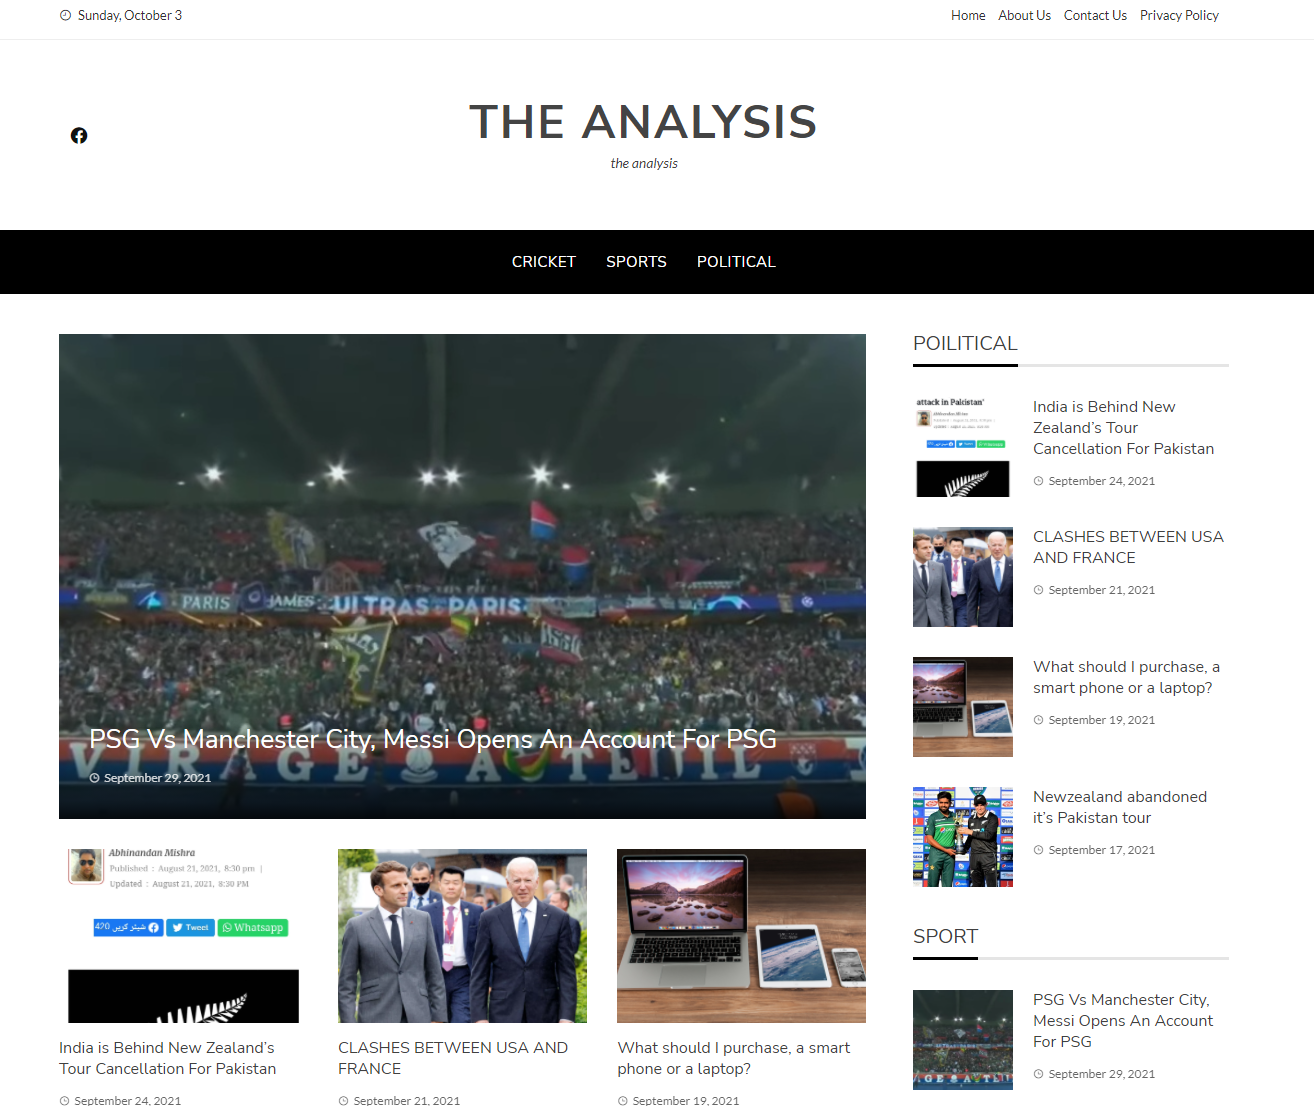 Sunday, October 3
Home About Us Contact Us Privacy Policy
THE ANALYSIS
the analysis
CRICKET SPORTS POLITICAL
PARIS JAMES ULTRAS PARIS
VIRAGE AUTEUIL
PSG Vs Manchester City, Messi Opens An Account For PSG
September 29, 2021
Abhinandan Mishra
Published : August 21, 2021, 8:30 pm |
Updated : August 21, 2021, 8:30 PM
420 شیئر کریں
Tweet
Whatsapp
India is Behind New Zealand's
Tour Cancellation For Pakistan
September 24, 2021
CLASHES BETWEEN USA AND
FRANCE
September 21, 2021
What should I purchase, a smart
phone or a laptop?
September 19, 2021
POILITICAL
attack in Pakistan'
Abhinandan Mishra
India is Behind New
Zealand's Tour
Cancellation For Pakistan
September 24, 2021
CLASHES BETWEEN USA
AND FRANCE
September 21, 2021
What should I purchase, a
smart phone or a laptop?
September 19, 2021
Newzealand abandoned
it's Pakistan tour
September 17, 2021
SPORT
PSG Vs Manchester City,
Messi Opens An Account
For PSG
September 29, 2021